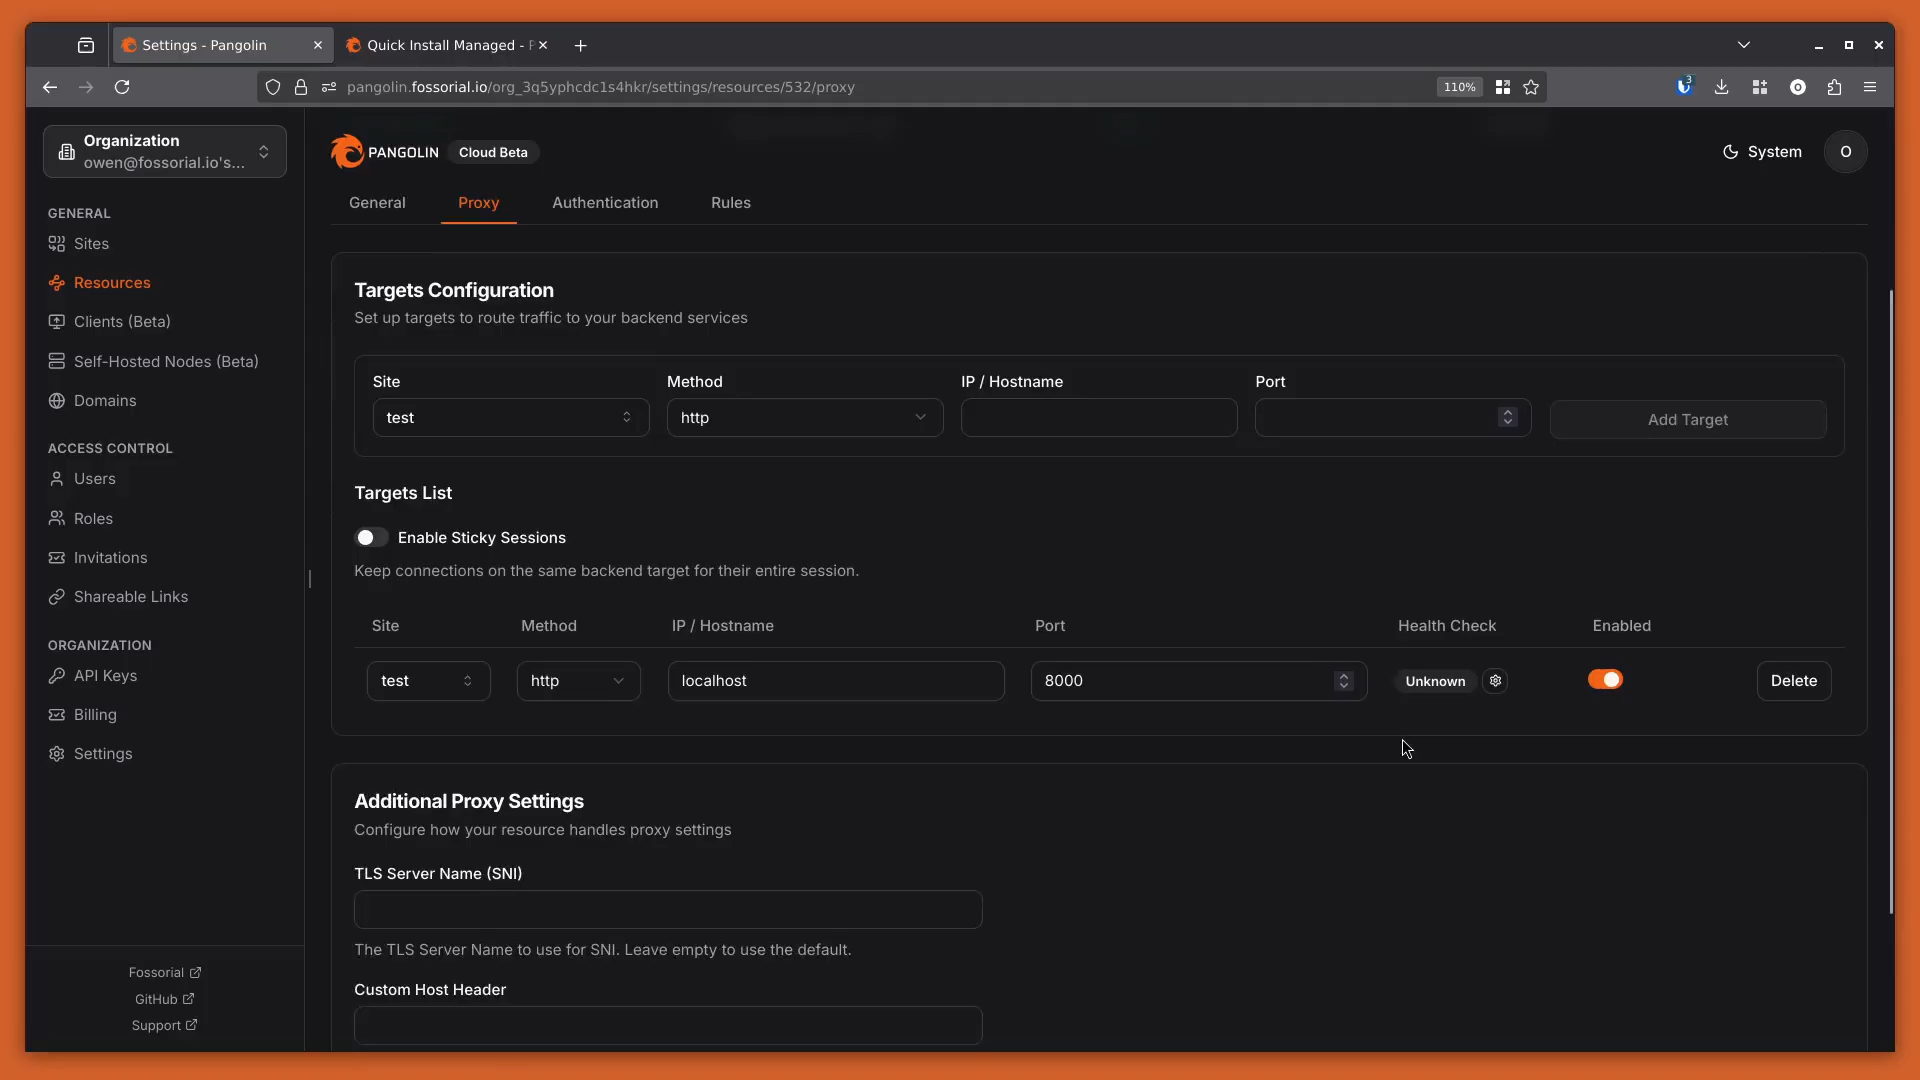 Settings - Pangolin
Quick Install Managed - P
pangolin.fossorial.io/org_3q5yphcdc1s4hkr/settings/resources/532/proxy
110%
3
O
Organization
owen@fossorial.io's...
GENERAL
Sites
Resources
Clients (Beta)
Self-Hosted Nodes (Beta)
Domains
ACCESS CONTROL
Users
Roles
Invitations
Shareable Links
ORGANIZATION
API Keys
Billing
Settings
Fossorial
GitHub
Support
PANGOLIN Cloud Beta
System
O
General Proxy Authentication Rules
Targets Configuration
Set up targets to route traffic to your backend services
Site Method IP / Hostname Port
test http Add Target
Targets List
Enable Sticky Sessions
Keep connections on the same backend target for their entire session.
Site Method IP / Hostname Port Health Check Enabled
test http localhost 8000 Unknown Delete
Additional Proxy Settings
Configure how your resource handles proxy settings
TLS Server Name (SNI)
The TLS Server Name to use for SNI. Leave empty to use the default.
Custom Host Header